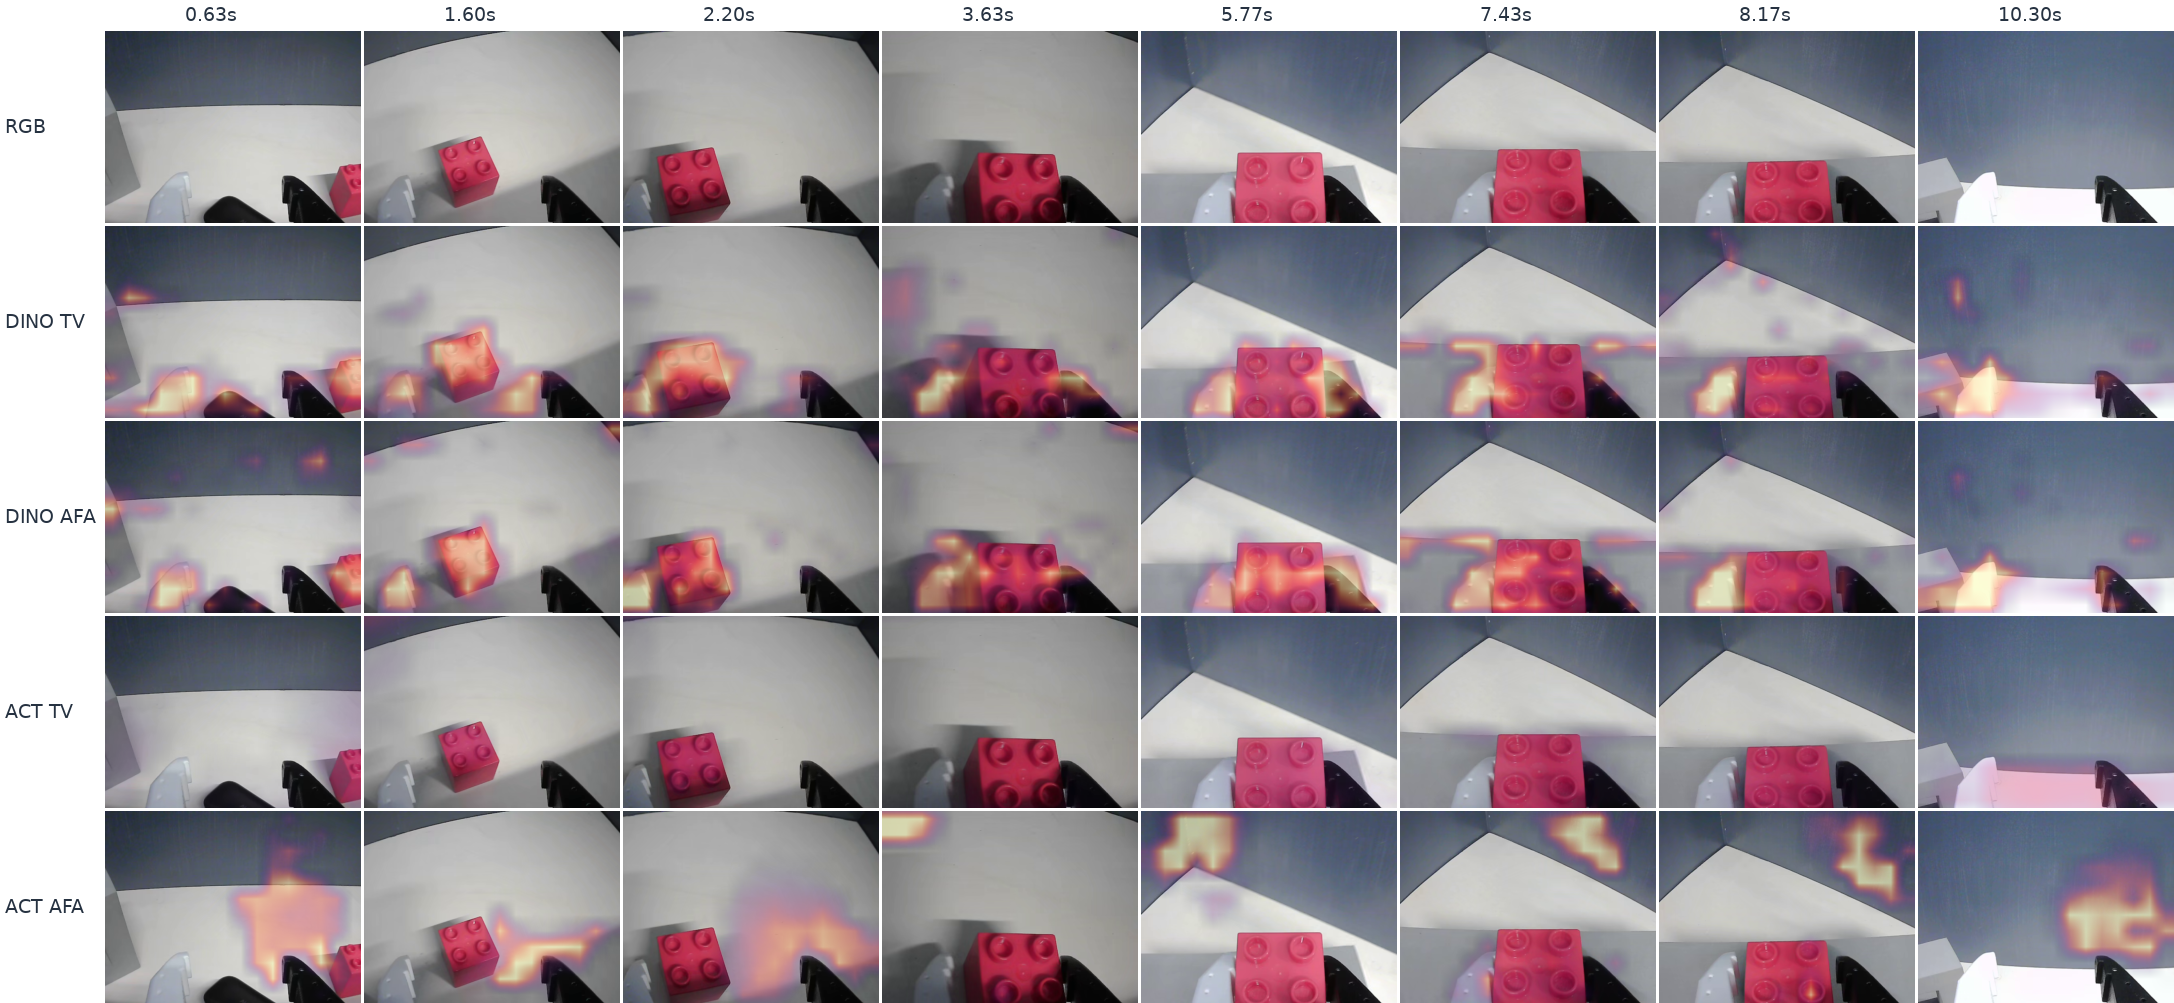 0.63s 1.60s 2.20s 3.63s 5.77s 7.43s 8.17s 10.30s
RGB
DINO TV
DINO AFA
ACT TV
ACT AFA